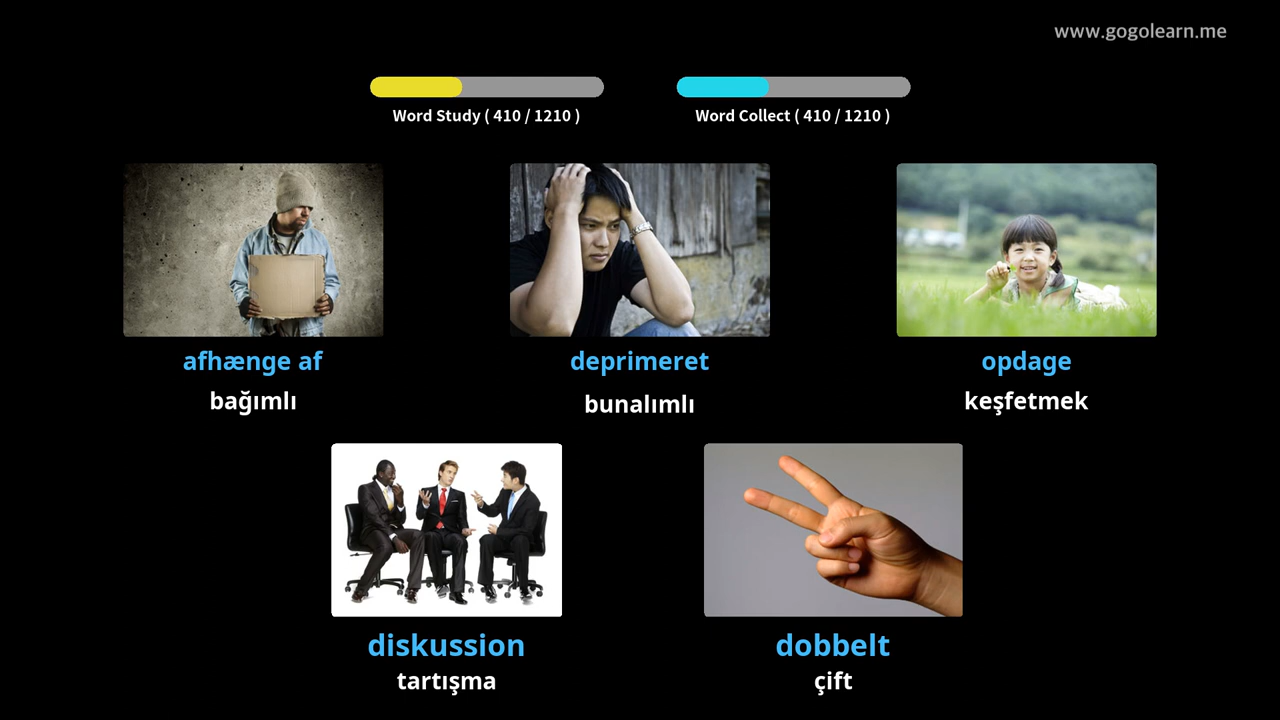 www.gogolearn.me
Word Study ( 410 / 1210 )
Word Collect ( 410 / 1210 )
afhænge af
bağımlı
deprimeret
bunalımlı
opdage
keşfetmek
diskussion
tartışma
dobbelt
çift